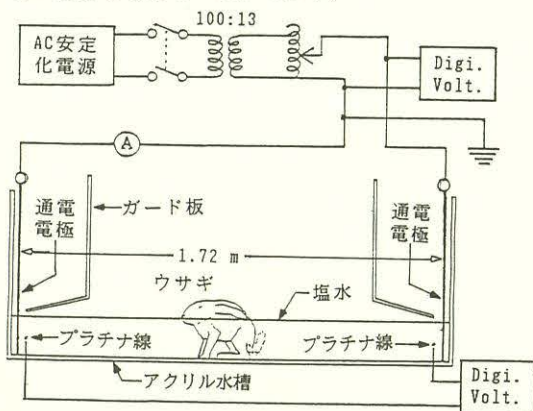 100:13
AC安定
化電源
Digi.
Volt.
A
通電
電極
ガード板
通電
電極
1.72 m
ウサギ
塩水
プラチナ線
プラチナ線
アクリル水槽
Digi.
Volt.